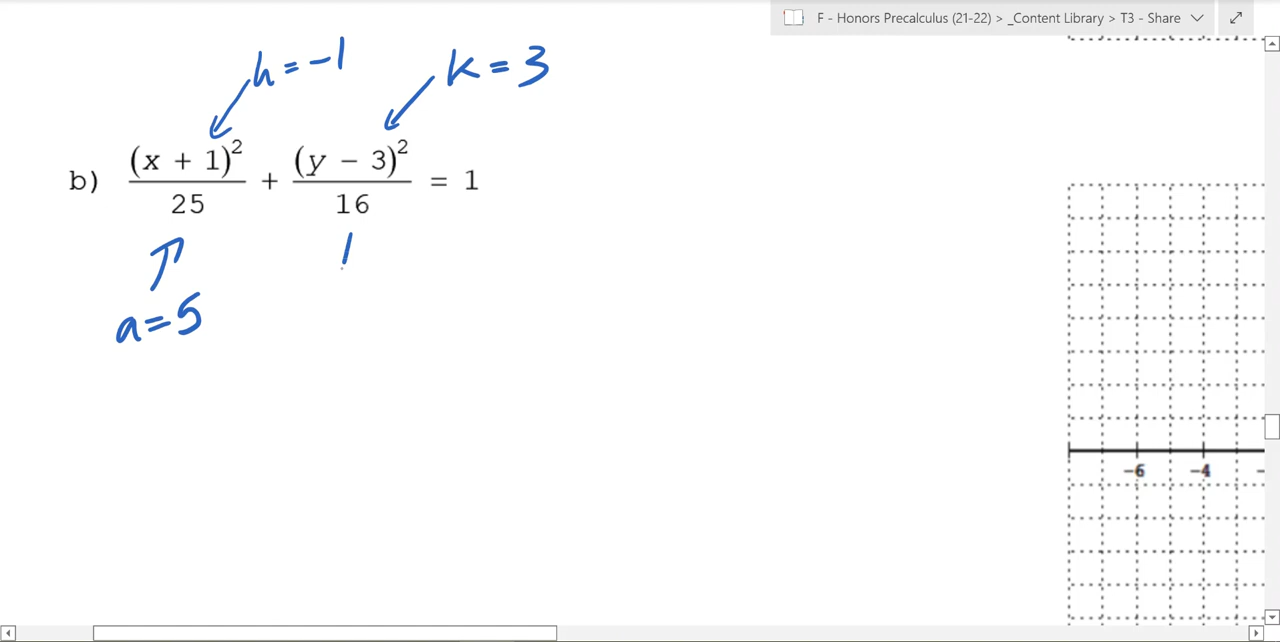 F - Honors Precalculus (21-22) > _Content Library > T3 - Share
h = -1
k = 3
b) (x + 1)² / 25 + (y − 3)² / 16 = 1
a = 5
-6 -4 -